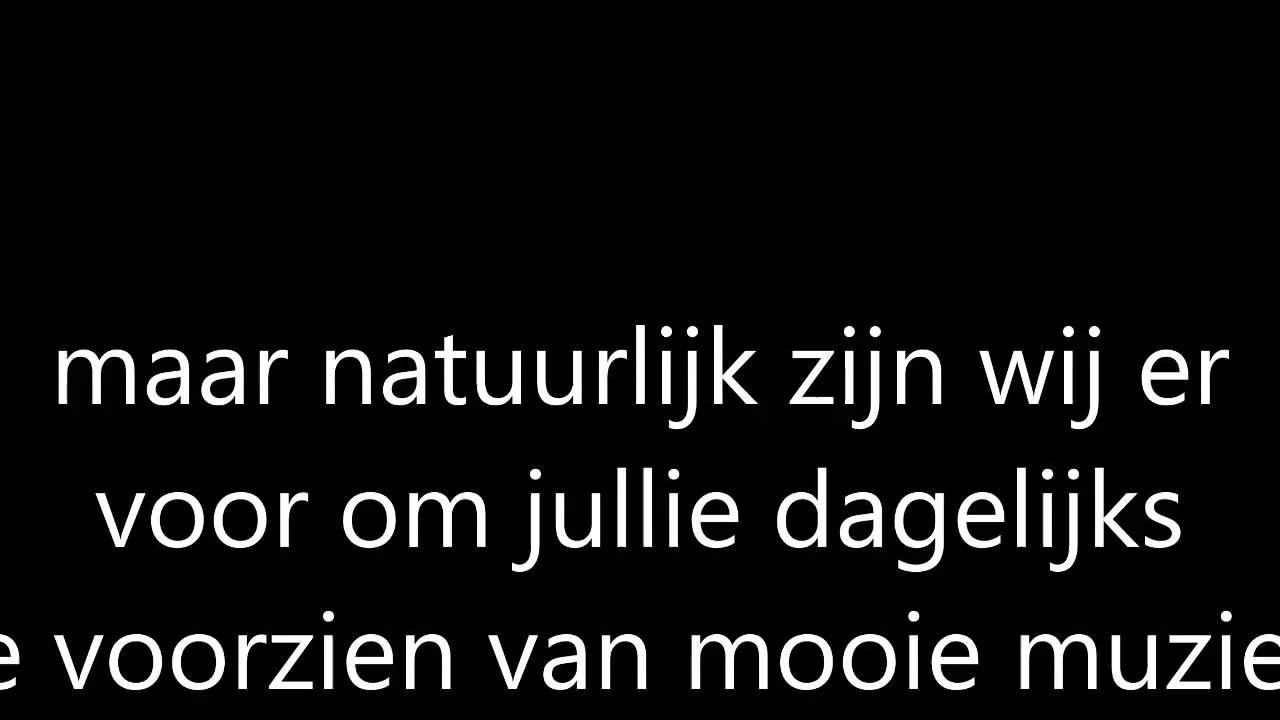 maar natuurlijk zijn wij er
voor om jullie dagelijks
e voorzien van mooie muzie